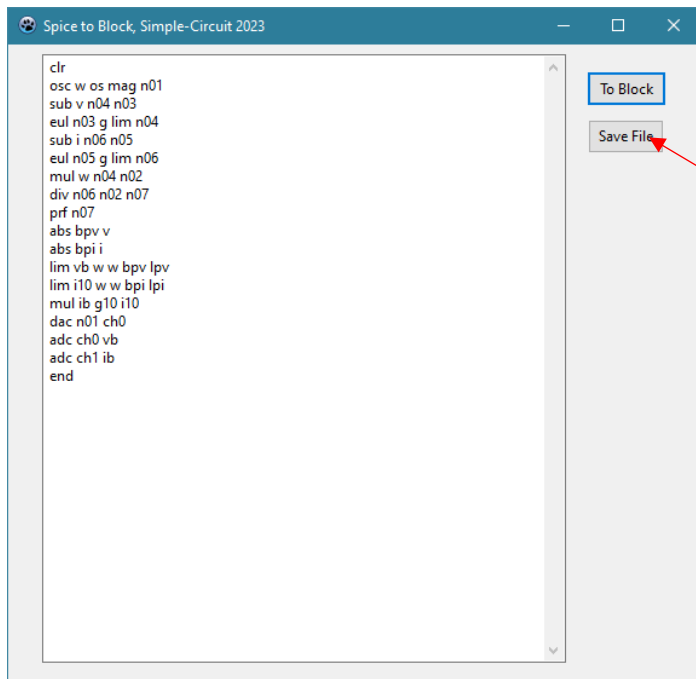 Spice to Block, Simple-Circuit 2023
clr
osc w os mag n01
sub v n04 n03
eul n03 g lim n04
sub i n06 n05
eul n05 g lim n06
mul w n04 n02
div n06 n02 n07
prf n07
abs bpv v
abs bpi i
lim vb w w bpv lpv
lim i10 w w bpi lpi
mul ib g10 i10
dac n01 ch0
adc ch0 vb
adc ch1 ib
end
To Block
Save File